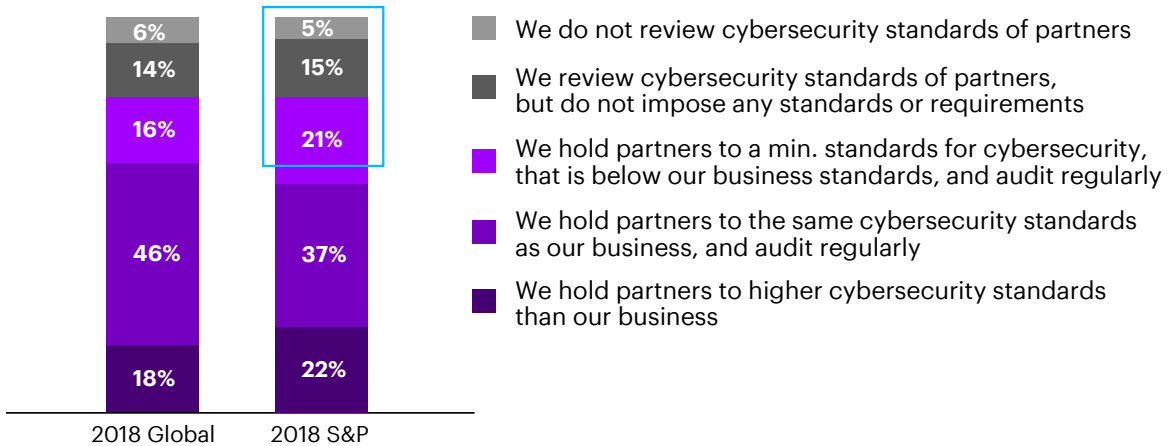 6%
14%
16%
46%
18%
2018 Global
5%
15%
21%
37%
22%
2018 S&P
We do not review cybersecurity standards of partners
We review cybersecurity standards of partners,
but do not impose any standards or requirements
We hold partners to a min. standards for cybersecurity,
that is below our business standards, and audit regularly
We hold partners to the same cybersecurity standards
as our business, and audit regularly
We hold partners to higher cybersecurity standards
than our business